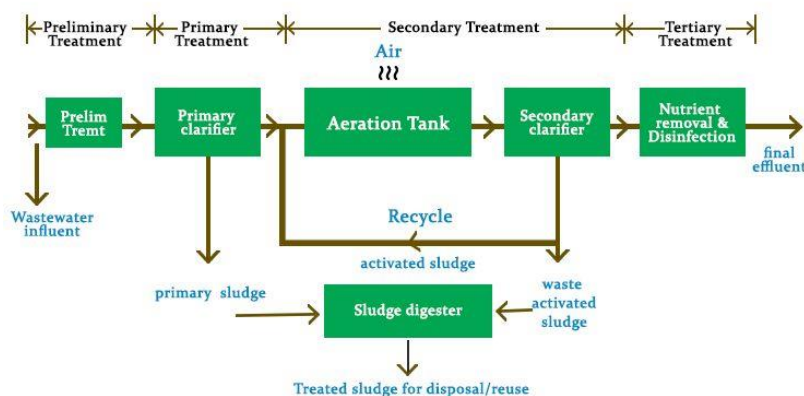 Preliminary
Treatment
Primary
Treatment
Secondary Treatment
Tertiary
Treatment
Air
Prelim
Tremt
Primary
clarifier
Aeration Tank
Secondary
clarifier
Nutrient
removal &
Disinfection
final
effluent
Wastewater
influent
Recycle
activated sludge
primary sludge
Sludge digester
waste
activated
sludge
Treated sludge for disposal/reuse